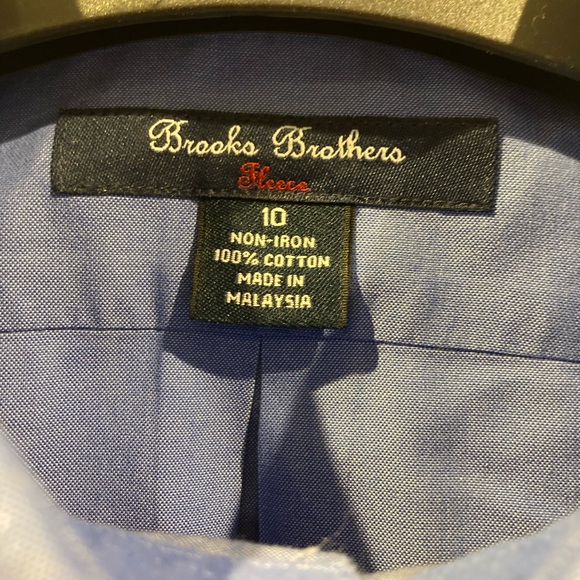 Brooks Brothers
Fleece
10
NON-IRON
100% COTTON
MADE IN
MALAYSIA